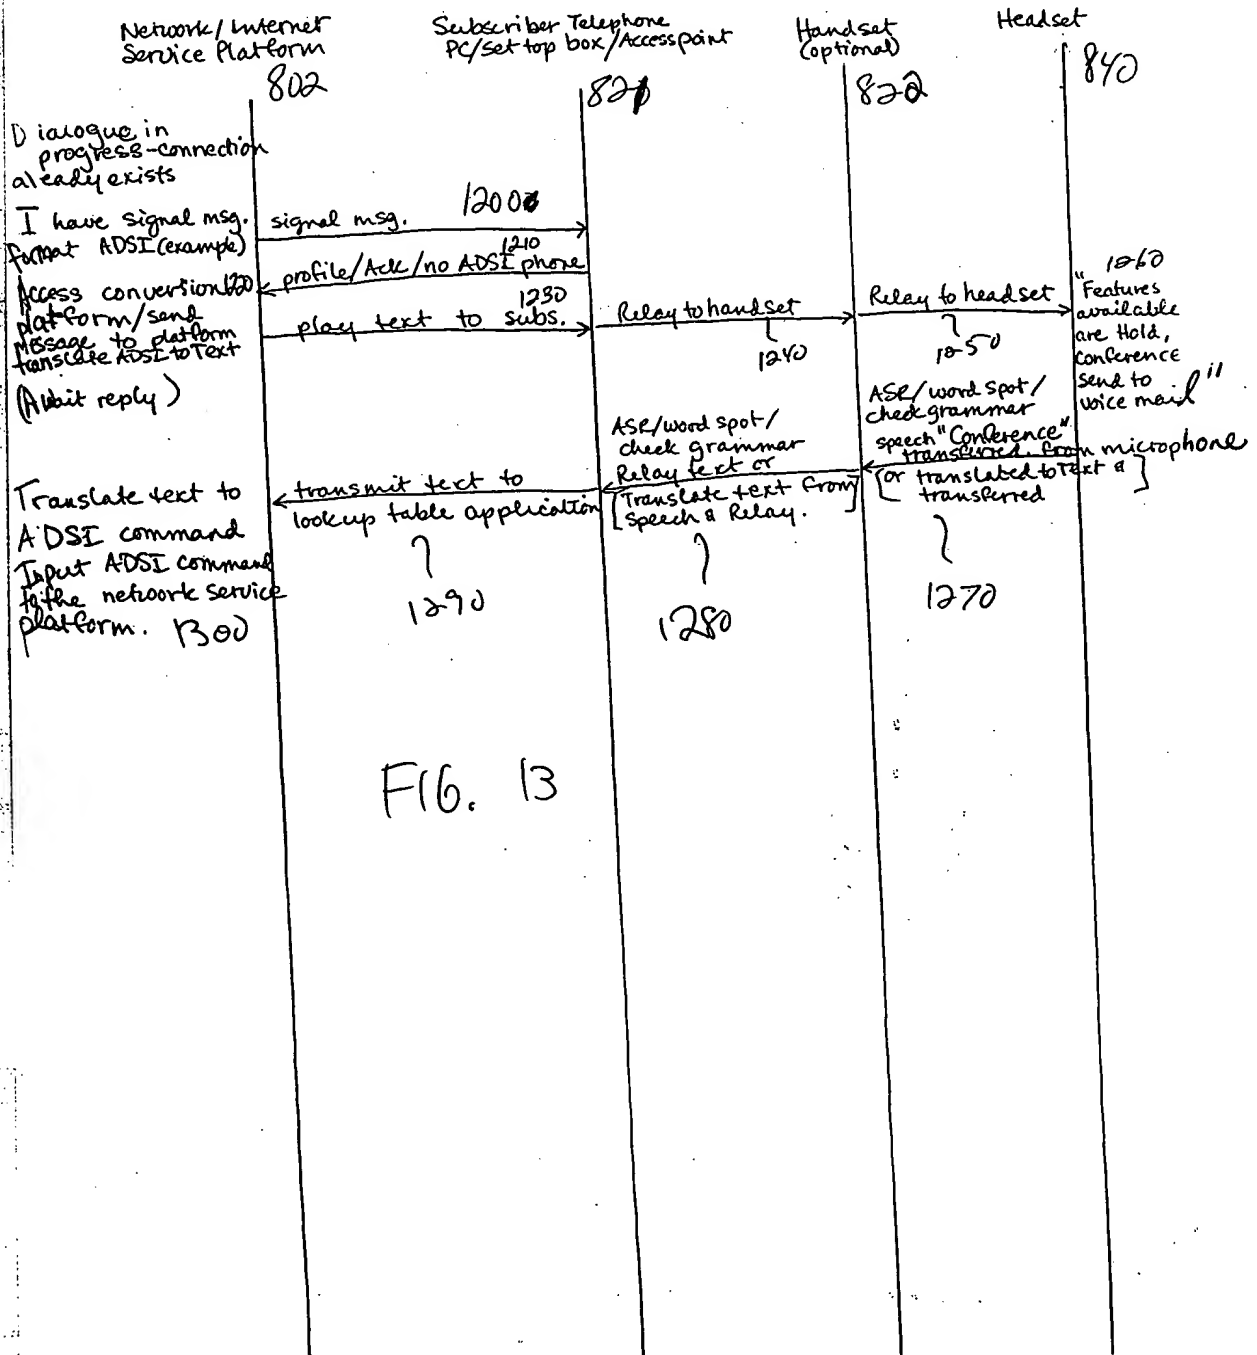 Network/Internet
Service Platform
802
Subscriber Telephone
PC/set top box/Access point
821
Handset
(optional)
822
Headset
840
Dialogue in
progress-connection
already exists
I have signal msg.
format ADSI (example)
signal msg.
1200
profile/Ack/no ADSI phone
1210
Access conversion 1220
platform/send
message to platform
translate ADSI to Text
(Await reply)
play text to subs.
1230
Relay to handset
1240
Relay to headset
1250
1260
"Features
available
are Hold,
conference
send to
voice mail"
ASR/word spot/
check grammar
speech "Conference"
transferred from microphone
[or translated to Text &
transferred]
1270
ASR/word spot/
check grammar
Relay text or
[Translate text from
speech & Relay.]
1280
transmit text to
lookup table application
1290
Translate text to
ADSI command
Input ADSI command
to the network service
platform. 1300
FIG. 13